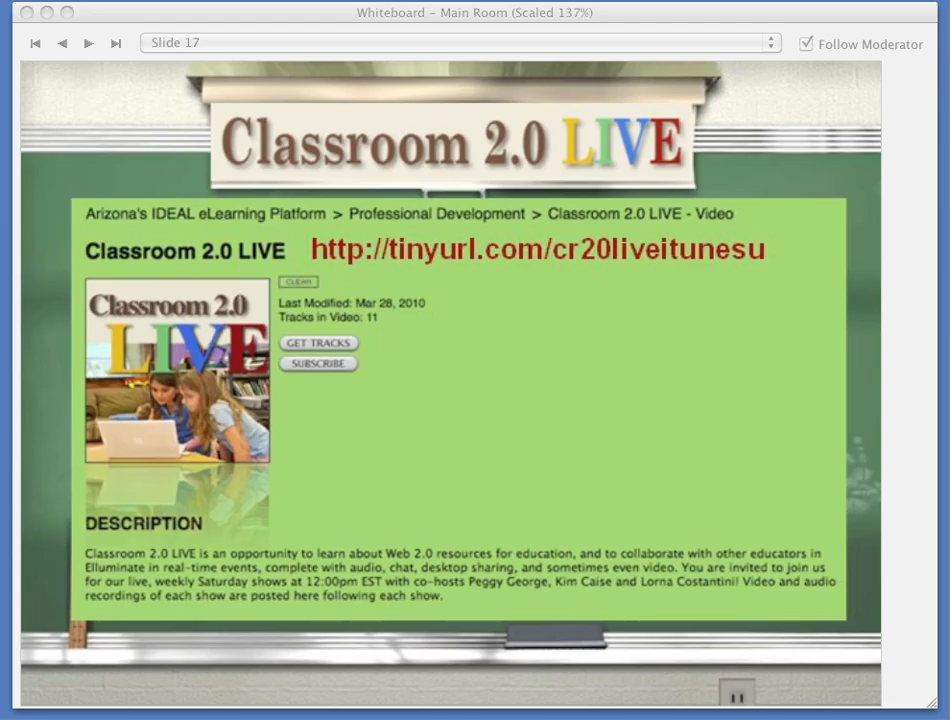 Whiteboard - Main Room (Scaled 137%)
Slide 17
Follow Moderator
Classroom 2.0 LIVE
Arizona's IDEAL eLearning Platform > Professional Development > Classroom 2.0 LIVE - Video
Classroom 2.0 LIVE http://tinyurl.com/cr20liveitunesu
Classroom 2.0
LIVE
CLEAN
Last Modified: Mar 28, 2010
Tracks in Video: 11
GET TRACKS
SUBSCRIBE
DESCRIPTION
Classroom 2.0 LIVE is an opportunity to learn about Web 2.0 resources for education, and to collaborate with other educators in
Elluminate in real-time events, complete with audio, chat, desktop sharing, and sometimes even video. You are invited to join us
for our live, weekly Saturday shows at 12:00pm EST with co-hosts Peggy George, Kim Caise and Lorna Costantini! Video and audio
recordings of each show are posted here following each show.